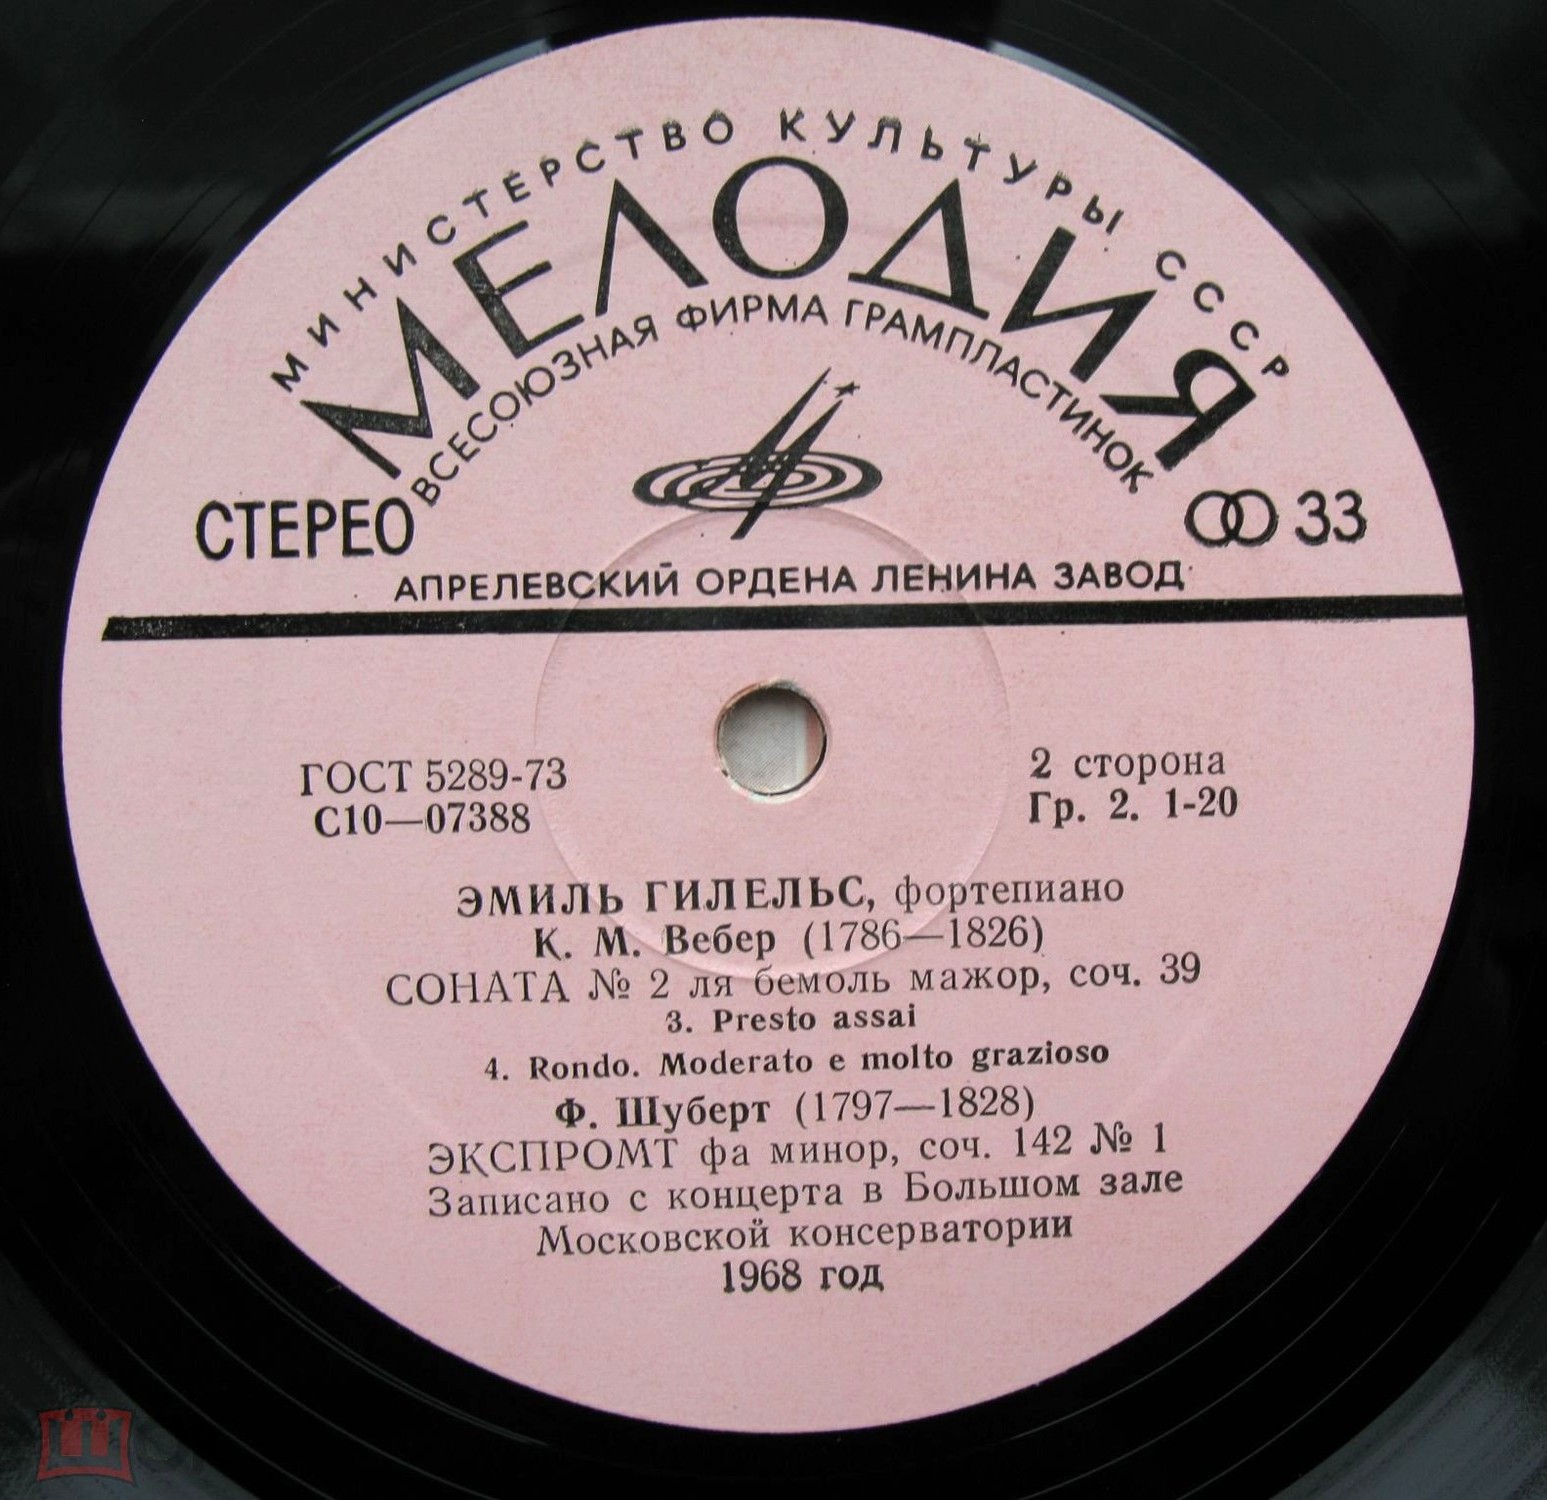 МИНИСТЕРСТВО КУЛЬТУРЫ СССР
МЕЛОДИЯ
ВСЕСОЮЗНАЯ ФИРМА ГРАМПЛАСТИНОК
СТЕРЕО
33
АПРЕЛЕВСКИЙ ОРДЕНА ЛЕНИНА ЗАВОД
ГОСТ 5289-73
С10—07388
2 сторона
Гр. 2. 1-20
ЭМИЛЬ ГИЛЕЛЬС, фортепиано
К. М. Вебер (1786—1826)
СОНАТА № 2 ля бемоль мажор, соч. 39
3. Presto assai
4. Rondo. Moderato e molto grazioso
Ф. Шуберт (1797—1828)
ЭКСПРОМТ фа минор, соч. 142 № 1
Записано с концерта в Большом зале
Московской консерватории
1968 год